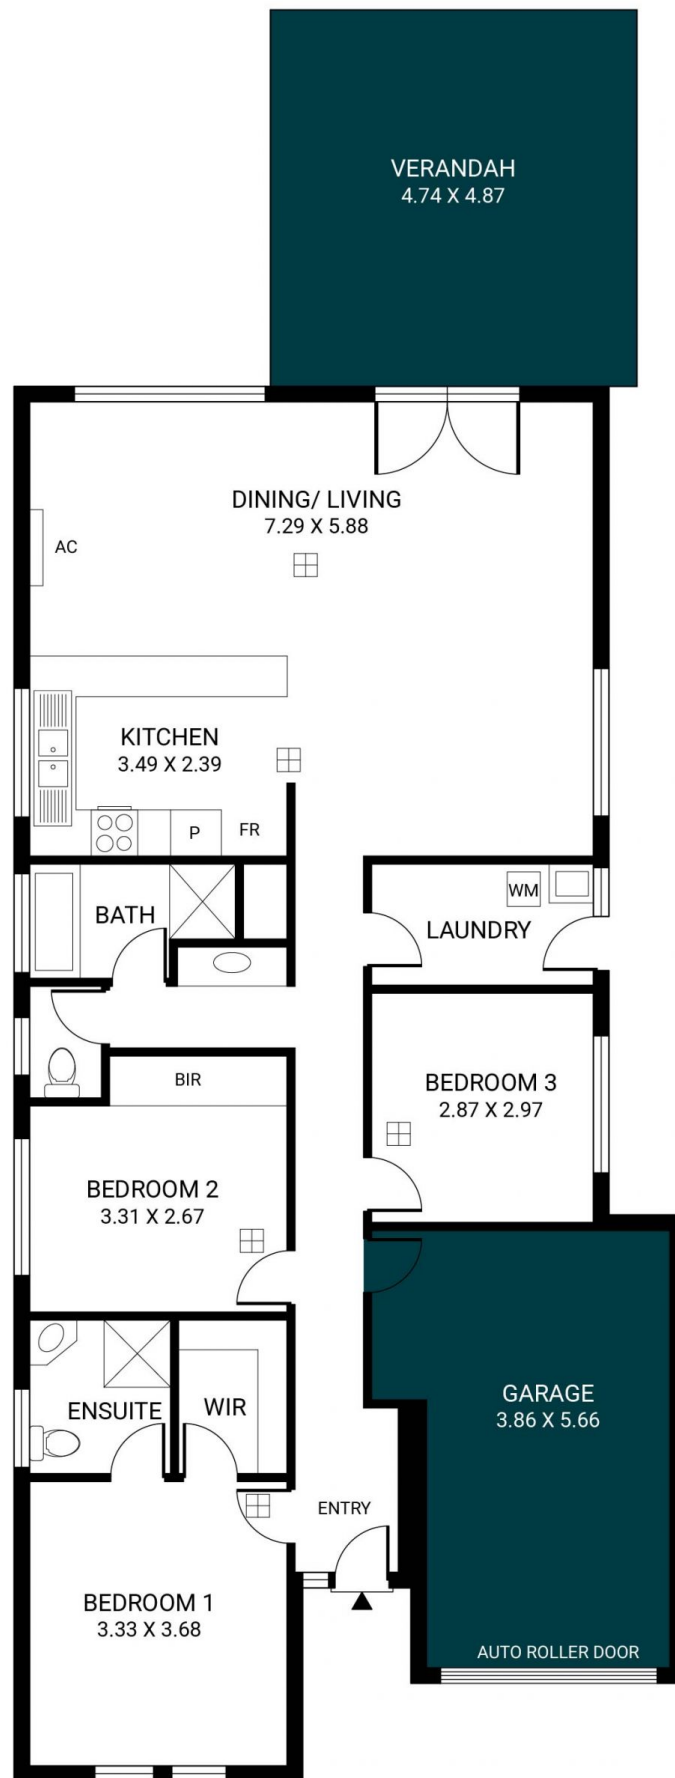 VERANDAH
4.74 X 4.87
DINING/ LIVING
7.29 X 5.88
AC
KITCHEN
3.49 X 2.39
P
FR
BATH
WM
LAUNDRY
BIR
BEDROOM 3
2.87 X 2.97
BEDROOM 2
3.31 X 2.67
ENSUITE
WIR
GARAGE
3.86 X 5.66
ENTRY
BEDROOM 1
3.33 X 3.68
AUTO ROLLER DOOR